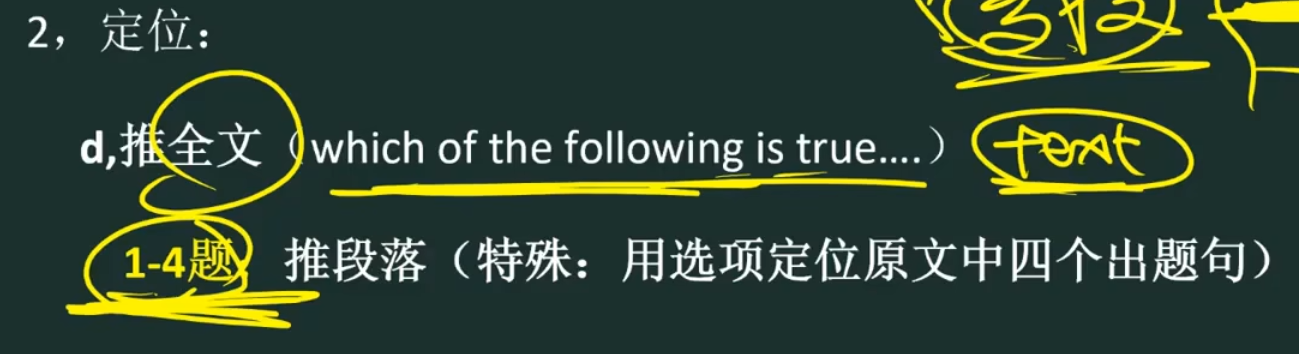 2，定位：
d,推全文（which of the following is true....） text
1-4题 推段落（特殊：用选项定位原文中四个出题句）